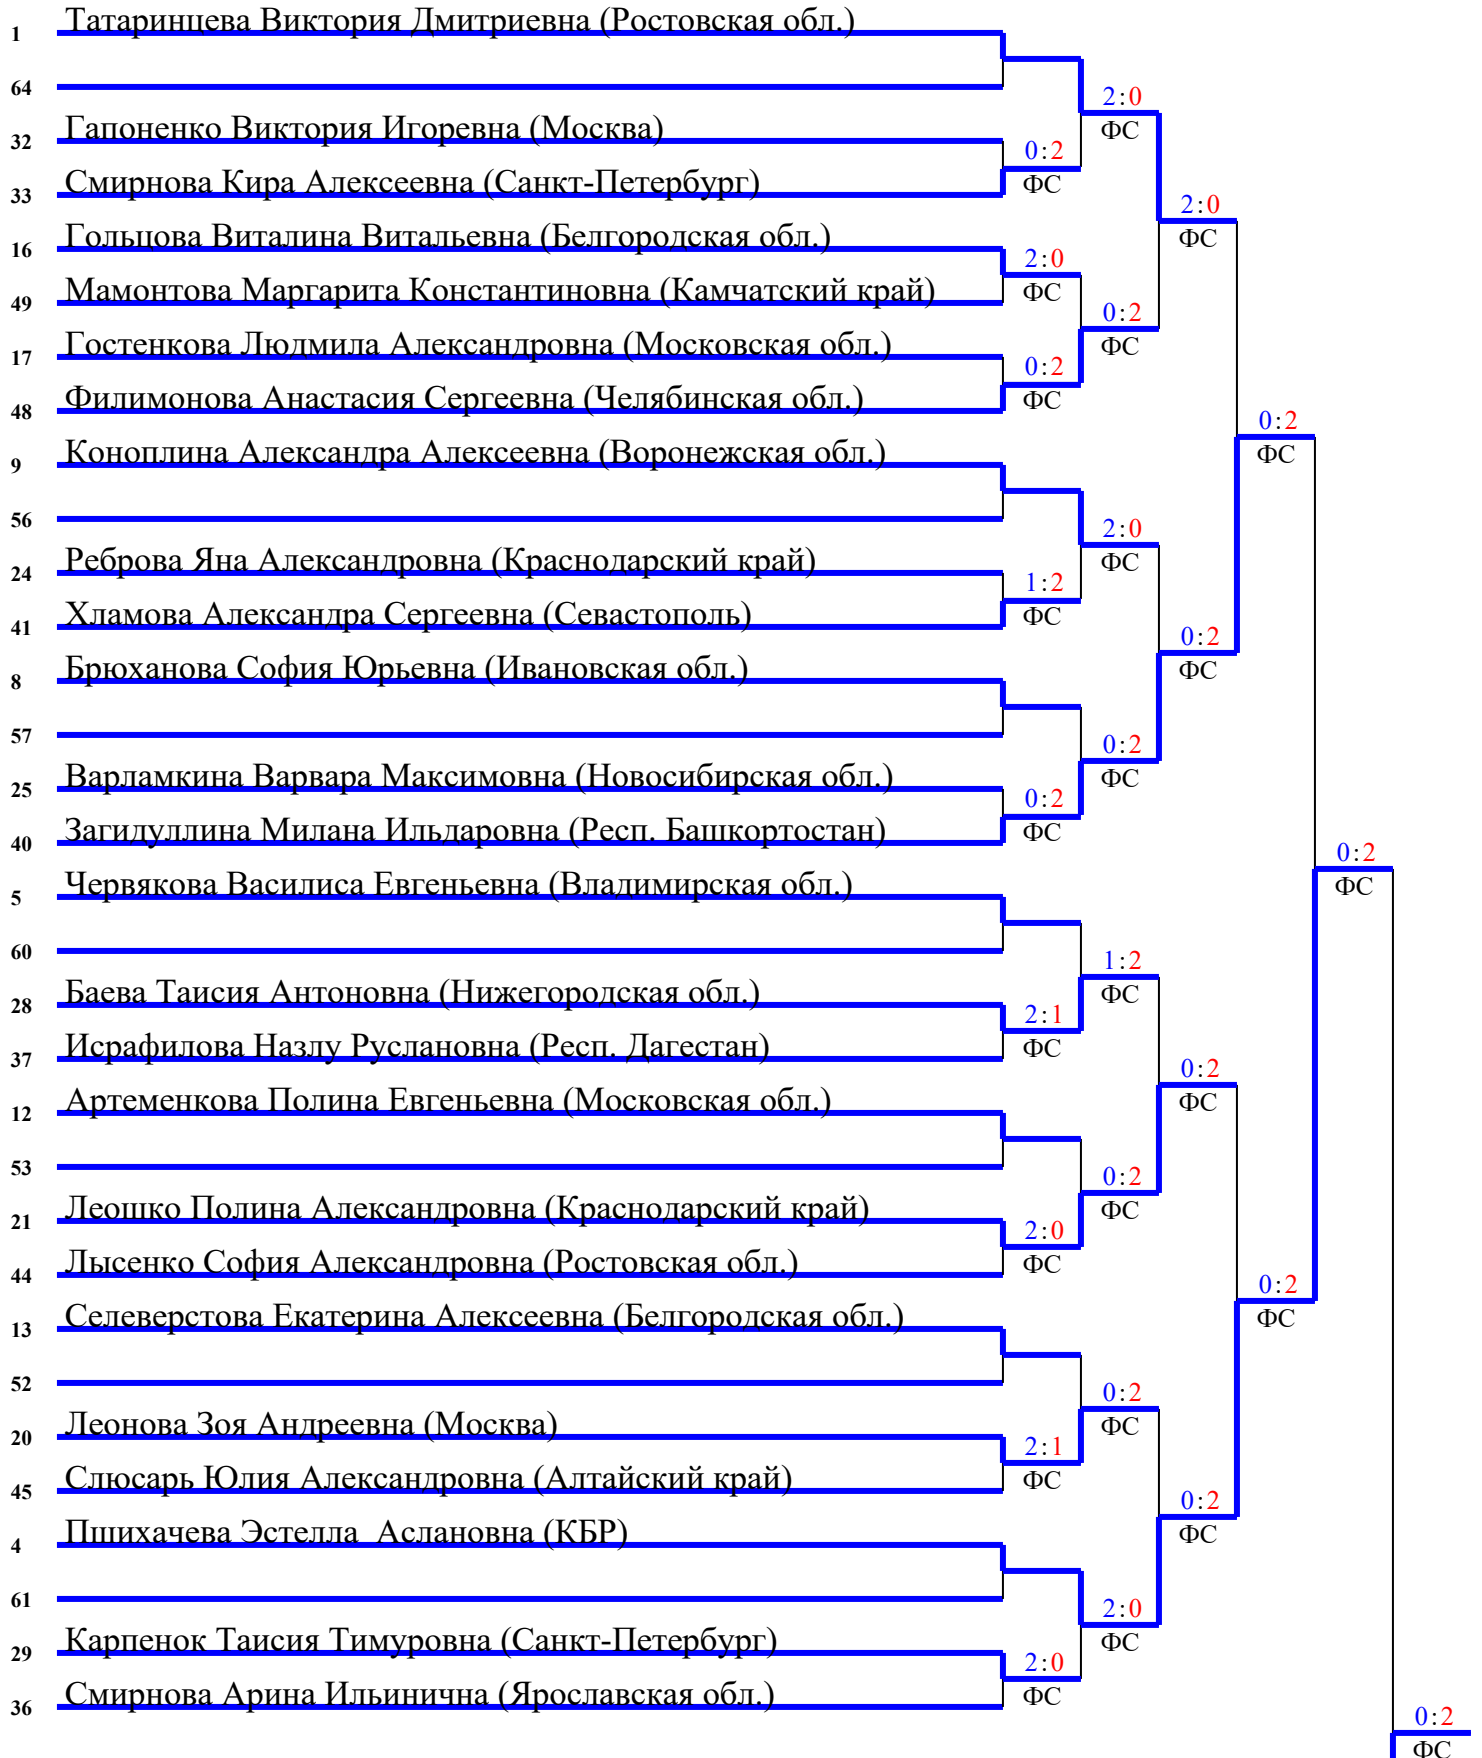 1 Татаринцева Виктория Дмитриевна (Ростовская обл.)
64
2:0
ФС
32 Гапоненко Виктория Игоревна (Москва)
0:2
ФС
33 Смирнова Кира Алексеевна (Санкт-Петербург)
2:0
ФС
16 Гольцова Виталина Витальевна (Белгородская обл.)
2:0
ФС
49 Мамонтова Маргарита Константиновна (Камчатский край)
0:2
ФС
17 Гостенкова Людмила Александровна (Московская обл.)
0:2
ФС
48 Филимонова Анастасия Сергеевна (Челябинская обл.)
0:2
ФС
9 Коноплина Александра Алексеевна (Воронежская обл.)
56
2:0
ФС
24 Реброва Яна Александровна (Краснодарский край)
1:2
ФС
41 Хламова Александра Сергеевна (Севастополь)
0:2
ФС
8 Брюханова София Юрьевна (Ивановская обл.)
57
0:2
ФС
25 Варламкина Варвара Максимовна (Новосибирская обл.)
0:2
ФС
40 Загидуллина Милана Ильдаровна (Респ. Башкортостан)
0:2
ФС
5 Червякова Василиса Евгеньевна (Владимирская обл.)
60
1:2
ФС
28 Баева Таисия Антоновна (Нижегородская обл.)
2:1
ФС
37 Исрафилова Назлу Руслановна (Респ. Дагестан)
0:2
ФС
12 Артеменкова Полина Евгеньевна (Московская обл.)
53
0:2
ФС
21 Леошко Полина Александровна (Краснодарский край)
2:0
ФС
44 Лысенко София Александровна (Ростовская обл.)
0:2
ФС
13 Селеверстова Екатерина Алексеевна (Белгородская обл.)
52
0:2
ФС
20 Леонова Зоя Андреевна (Москва)
2:1
ФС
45 Слюсарь Юлия Александровна (Алтайский край)
0:2
ФС
4 Пшихачева Эстелла Аслановна (КБР)
61
2:0
ФС
29 Карпенок Таисия Тимуровна (Санкт-Петербург)
2:0
ФС
36 Смирнова Арина Ильинична (Ярославская обл.)
0:2
ФС